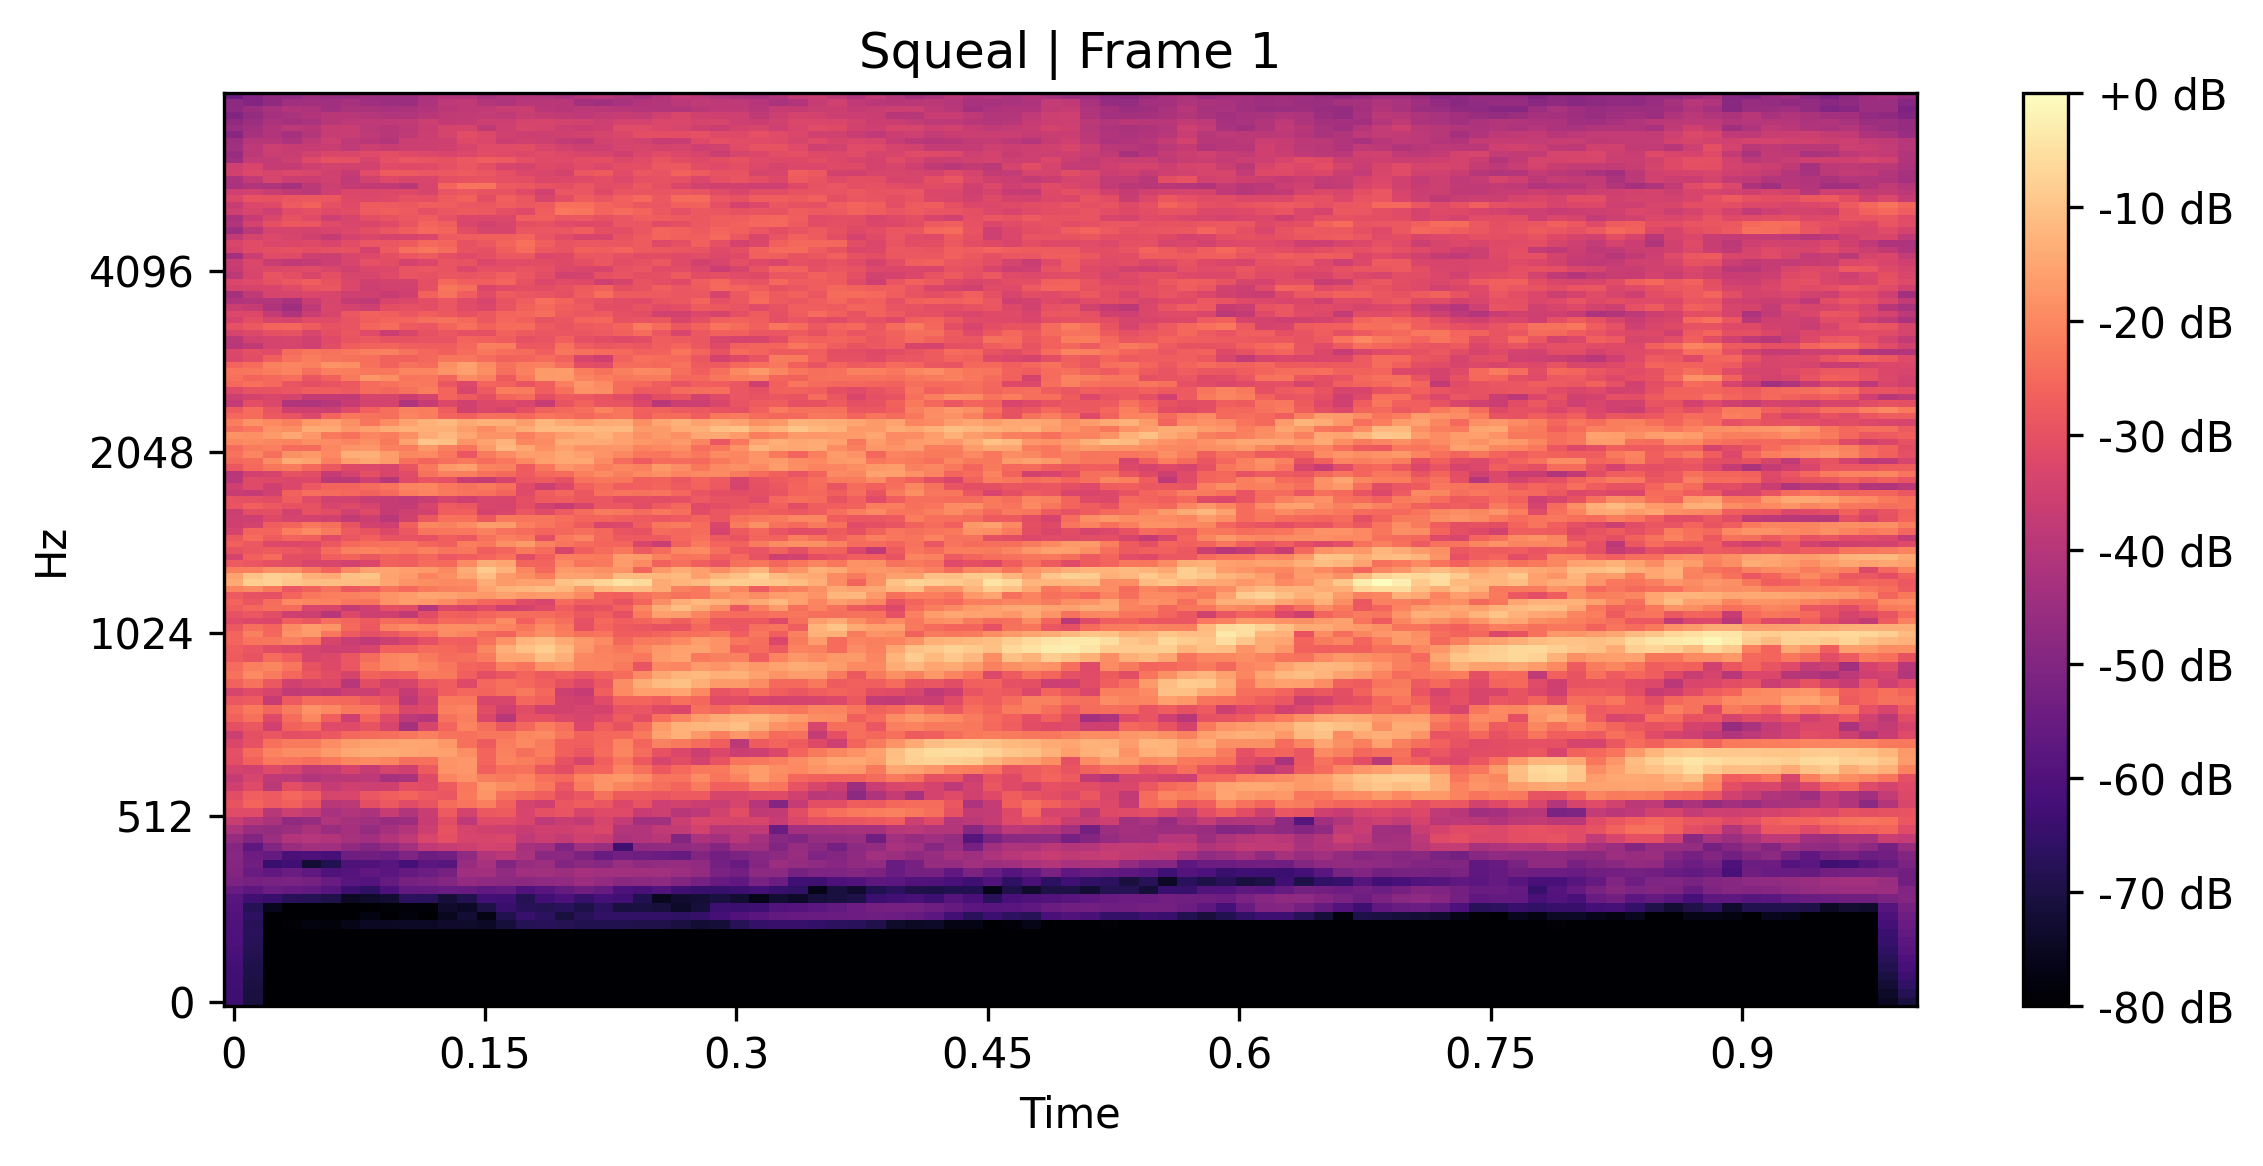 Squeal | Frame 1
Hz
4096
2048
1024
512
0
0 0.15 0.3 0.45 0.6 0.75 0.9
Time
+0 dB
-10 dB
-20 dB
-30 dB
-40 dB
-50 dB
-60 dB
-70 dB
-80 dB